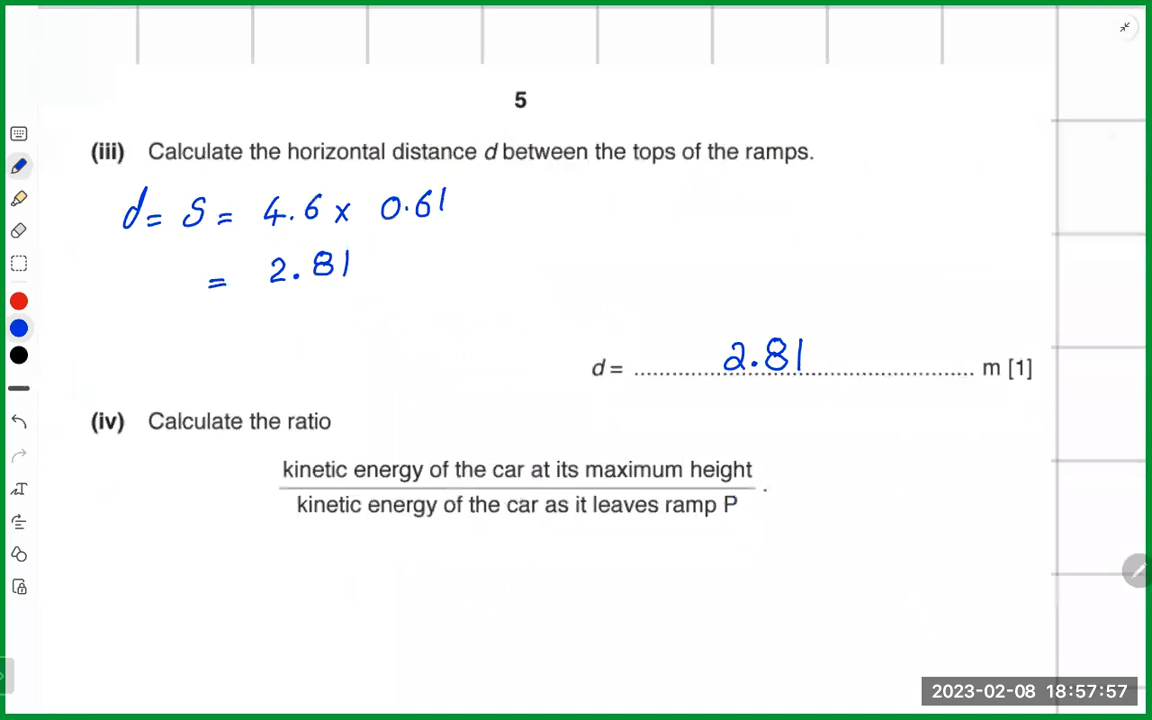 5
(iii) Calculate the horizontal distance d between the tops of the ramps.
d = S = 4.6 x 0.61
= 2.81
d = .......... 2.81 .......... m [1]
(iv) Calculate the ratio
kinetic energy of the car at its maximum height
kinetic energy of the car as it leaves ramp P
.
2023-02-08 18:57:57